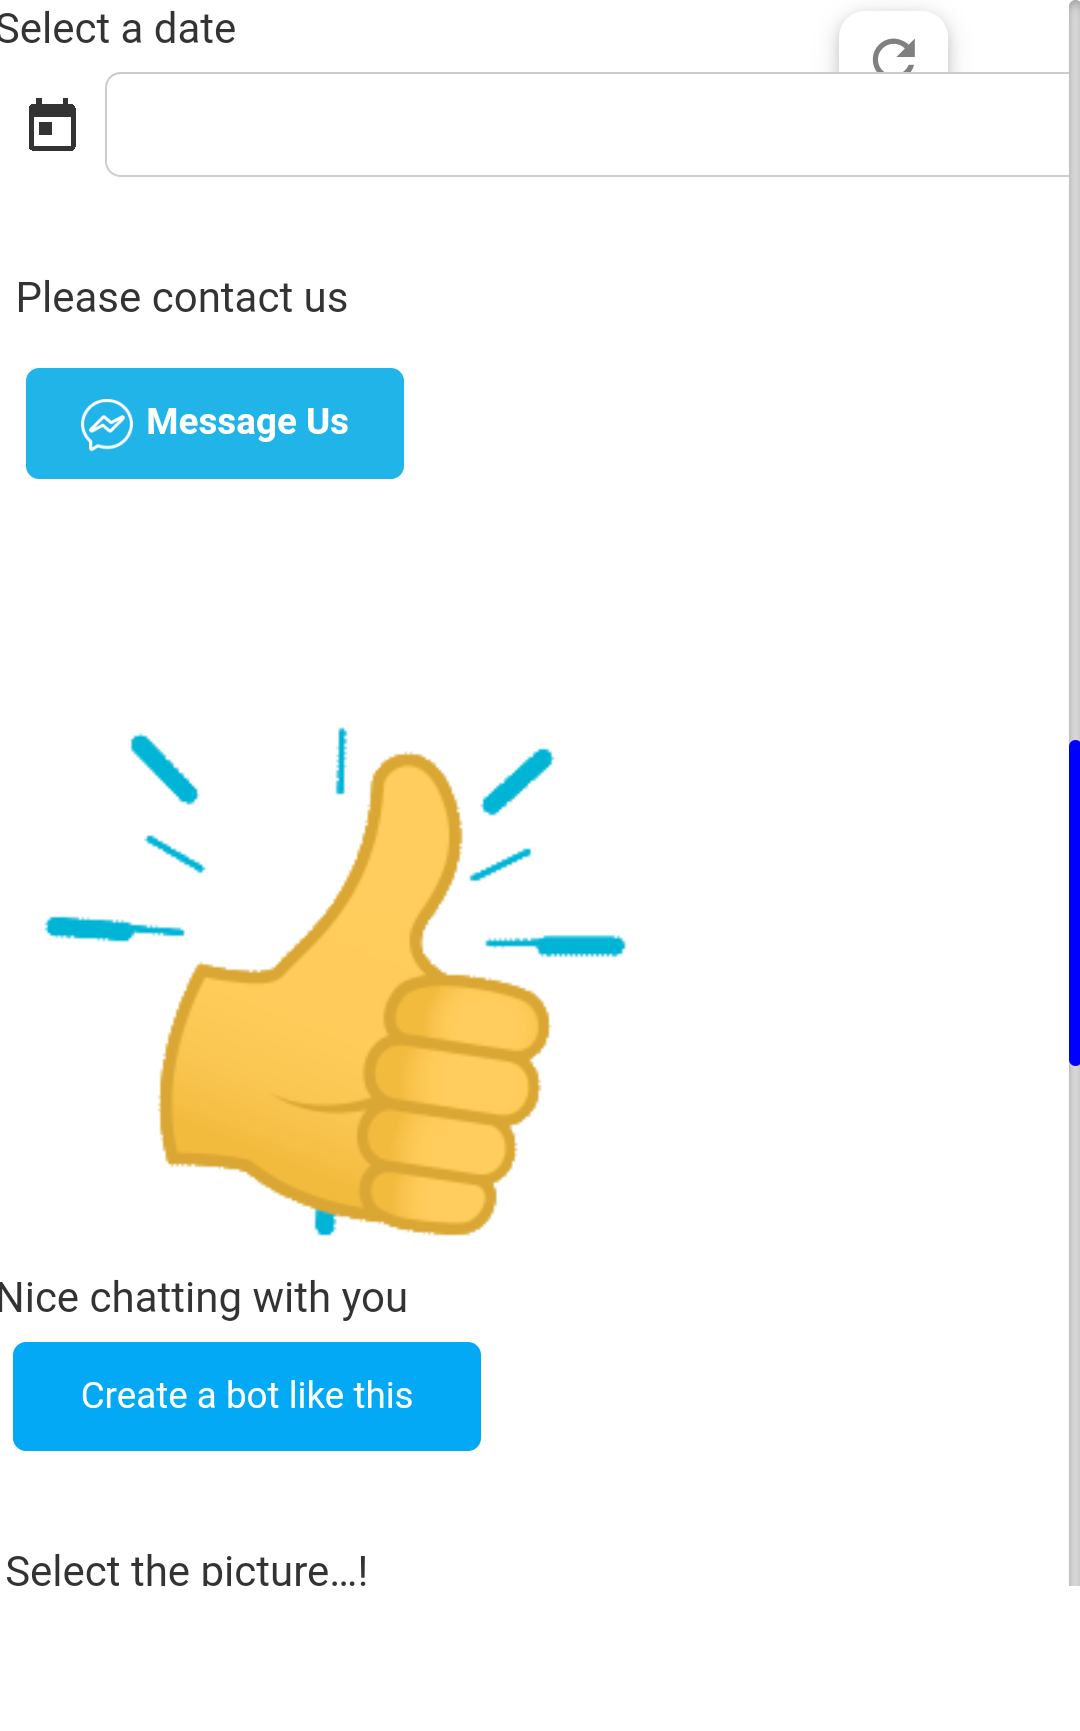 Select a date
Please contact us
Message Us
Nice chatting with you
Create a bot like this
Select the picture...!